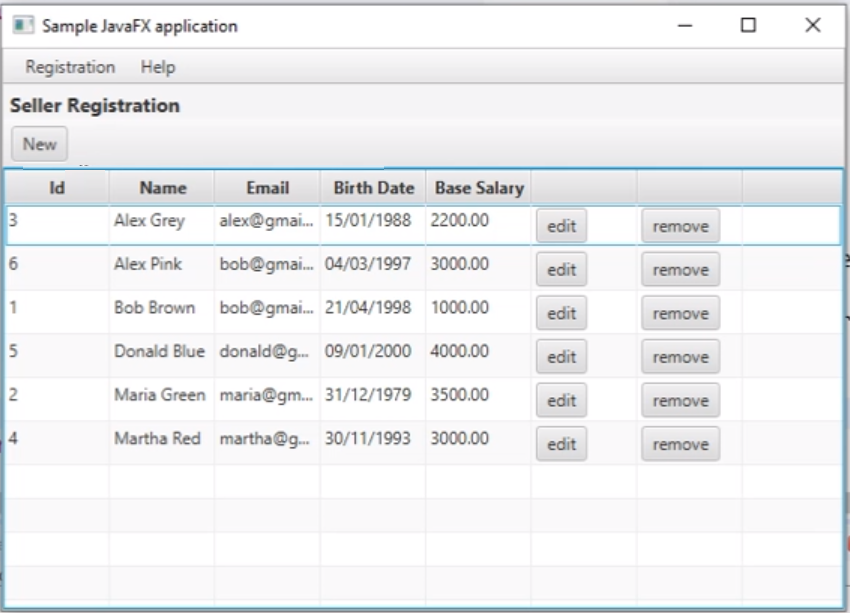 Sample JavaFX application
Registration Help
Seller Registration
New
Id Name Email Birth Date Base Salary
3 Alex Grey alex@gmai... 15/01/1988 2200.00 edit remove
6 Alex Pink bob@gmai... 04/03/1997 3000.00 edit remove
1 Bob Brown bob@gmai... 21/04/1998 1000.00 edit remove
5 Donald Blue donald@g... 09/01/2000 4000.00 edit remove
2 Maria Green maria@gm... 31/12/1979 3500.00 edit remove
4 Martha Red martha@g... 30/11/1993 3000.00 edit remove